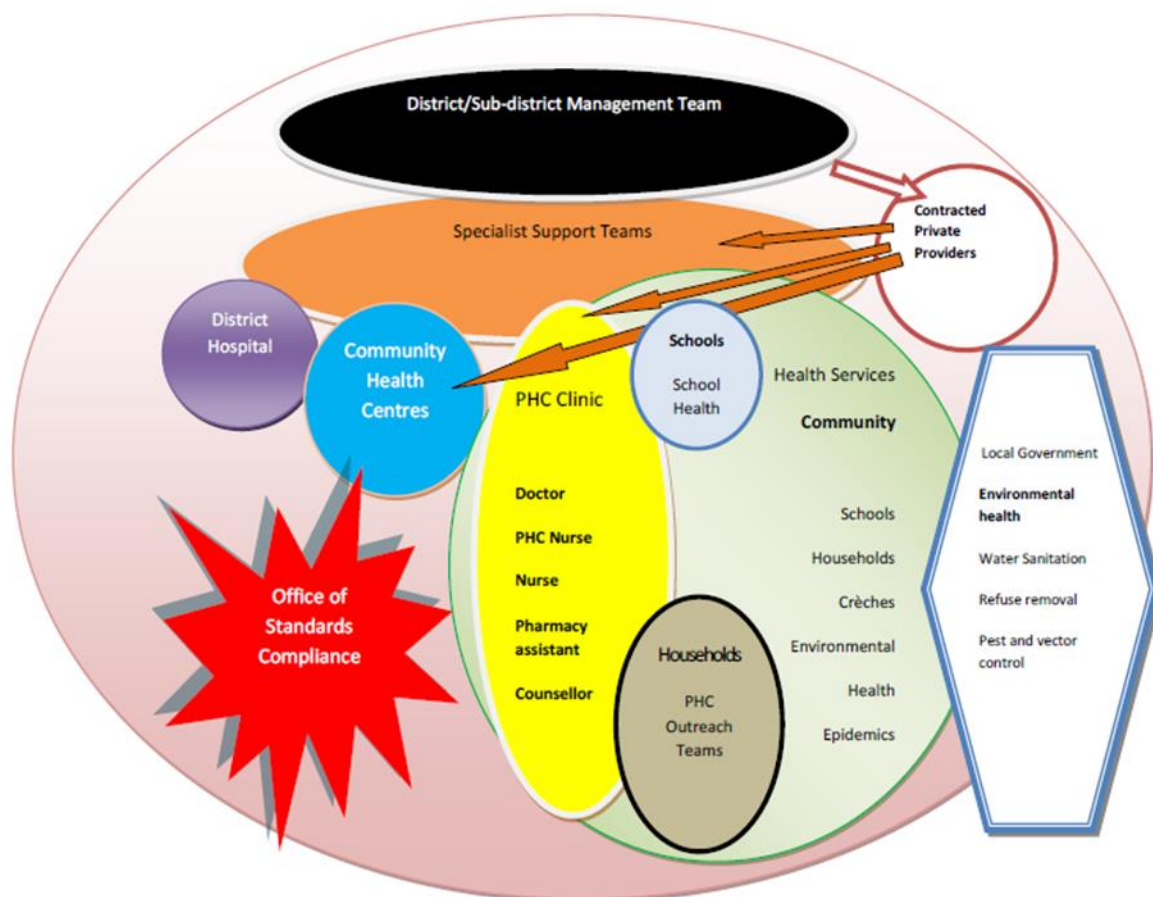 District/Sub-district Management Team
Specialist Support Teams
Contracted
Private
Providers
District
Hospital
Community
Health
Centres
PHC Clinic
Doctor
PHC Nurse
Nurse
Pharmacy
assistant
Counsellor
Schools
School
Health
Health Services
Community
Schools
Households
Crèches
Environmental
Health
Epidemics
Households
PHC
Outreach
Teams
Local Government
Environmental
health
Water Sanitation
Refuse removal
Pest and vector
control
Office of
Standards
Compliance